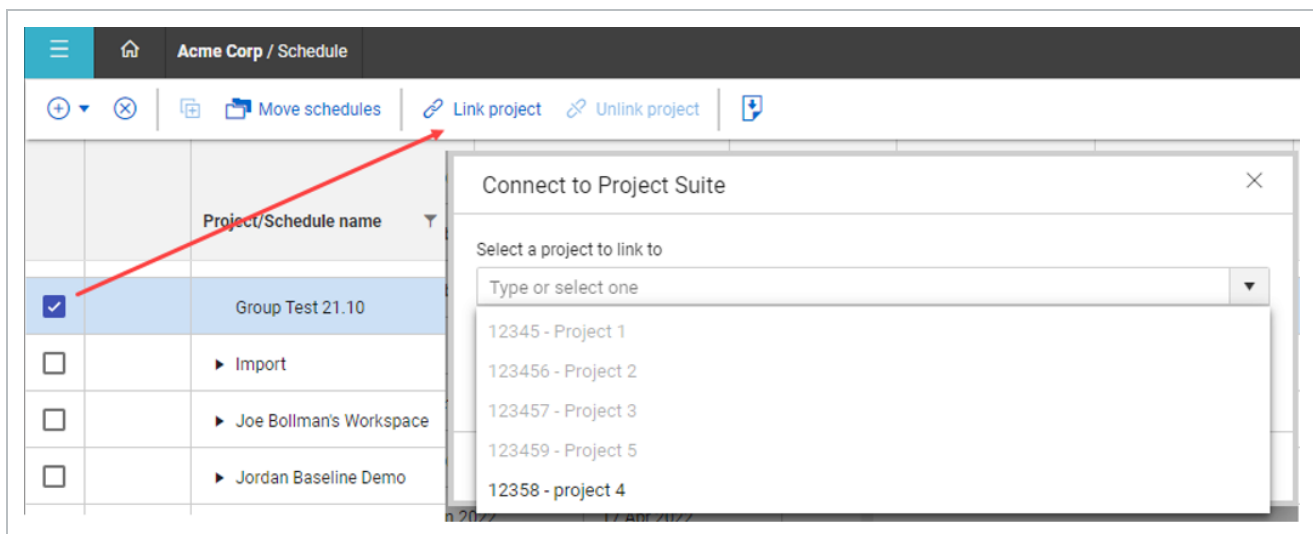 Acme Corp / Schedule
Move schedules Link project Unlink project
Connect to Project Suite
Project/Schedule name
Select a project to link to
Type or select one
Group Test 21.10
12345 - Project 1
Import
123456 - Project 2
123457 - Project 3
Joe Bollman's Workspace
123459 - Project 5
Jordan Baseline Demo
12358 - project 4
2022 17 Apr 2022